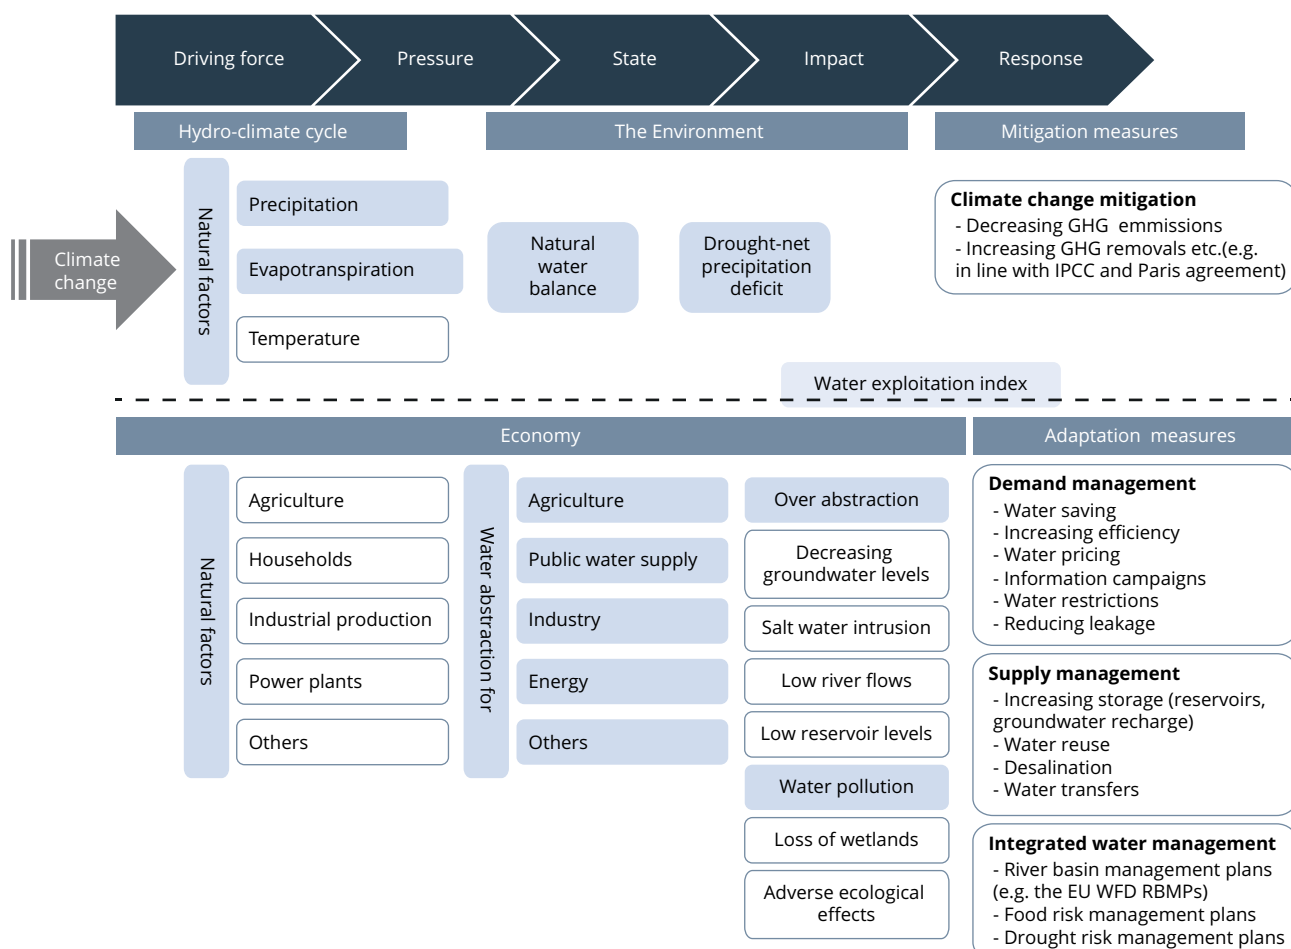 Driving force
Pressure
State
Impact
Response
Hydro-climate cycle
The Environment
Mitigation measures
Climate
change
Natural factors
Precipitation
Evapotranspiration
Temperature
Natural
water
balance
Drought-net
precipitation
deficit
Climate change mitigation
- Decreasing GHG emmissions
- Increasing GHG removals etc.(e.g.
in line with IPCC and Paris agreement)
Water exploitation index
Economy
Adaptation measures
Natural factors
Agriculture
Households
Industrial production
Power plants
Others
Water abstraction for
Agriculture
Public water supply
Industry
Energy
Others
Over abstraction
Decreasing
groundwater levels
Salt water intrusion
Low river flows
Low reservoir levels
Water pollution
Loss of wetlands
Adverse ecological
effects
Demand management
- Water saving
- Increasing efficiency
- Water pricing
- Information campaigns
- Water restrictions
- Reducing leakage
Supply management
- Increasing storage (reservoirs,
groundwater recharge)
- Water reuse
- Desalination
- Water transfers
Integrated water management
- River basin management plans
(e.g. the EU WFD RBMPs)
- Food risk management plans
- Drought risk management plans